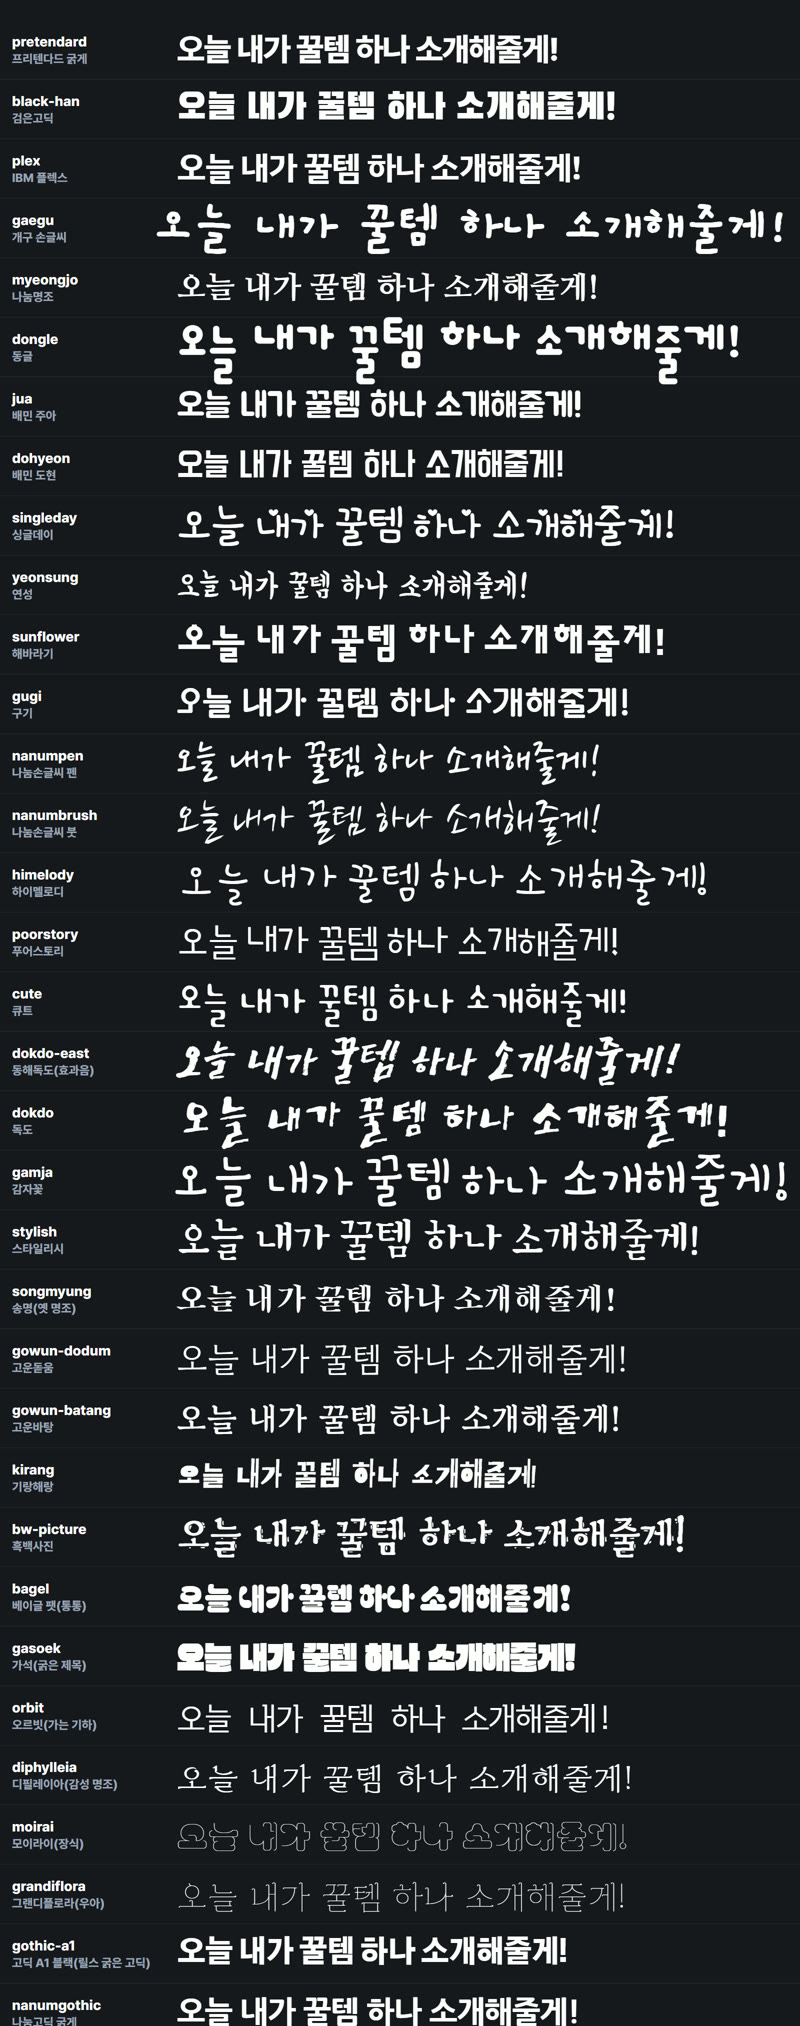 pretendard
프리텐다드 굵게
오늘 내가 꿀템 하나 소개해줄게!
black-han
검은고딕
오늘 내가 꿀템 하나 소개해줄게!
plex
IBM 플렉스
오늘 내가 꿀템 하나 소개해줄게!
gaegu
개구 손글씨
오늘 내가 꿀템 하나 소개해줄게!
myeongjo
나눔명조
오늘 내가 꿀템 하나 소개해줄게!
dongle
동글
오늘 내가 꿀템 하나 소개해줄게!
jua
배민 주아
오늘 내가 꿀템 하나 소개해줄게!
dohyeon
배민 도현
오늘 내가 꿀템 하나 소개해줄게!
singleday
싱글데이
오늘 내가 꿀템 하나 소개해줄게!
yeonsung
연성
오늘 내가 꿀템 하나 소개해줄게!
sunflower
해바라기
오늘 내가 꿀템 하나 소개해줄게!
gugi
구기
오늘 내가 꿀템 하나 소개해줄게!
nanumpen
나눔손글씨 펜
오늘 내가 꿀템 하나 소개해줄게!
nanumbrush
나눔손글씨 붓
오늘 내가 꿀템 하나 소개해줄게!
himelody
하이멜로디
오늘 내가 꿀템 하나 소개해줄게!
poorstory
푸어스토리
오늘 내가 꿀템 하나 소개해줄게!
cute
큐트
오늘 내가 꿀템 하나 소개해줄게!
dokdo-east
동해독도(효과음)
오늘 내가 꿀템 하나 소개해줄게!
dokdo
독도
오늘 내가 꿀템 하나 소개해줄게!
gamja
감자꽃
오늘 내가 꿀템 하나 소개해줄게!
stylish
스타일리시
오늘 내가 꿀템 하나 소개해줄게!
songmyung
송명(옛 명조)
오늘 내가 꿀템 하나 소개해줄게!
gowun-dodum
고운돋움
오늘 내가 꿀템 하나 소개해줄게!
gowun-batang
고운바탕
오늘 내가 꿀템 하나 소개해줄게!
kirang
기랑해랑
오늘 내가 꿀템 하나 소개해줄게!
bw-picture
흑백사진
오늘 내가 꿀템 하나 소개해줄게!
bagel
베이글 팻(통통)
오늘 내가 꿀템 하나 소개해줄게!
gasoek
가석(굵은 제목)
오늘 내가 꿀템 하나 소개해줄게!
orbit
오르빗(가는 기하)
오늘 내가 꿀템 하나 소개해줄게!
diphylleia
디필레이아(감성 명조)
오늘 내가 꿀템 하나 소개해줄게!
moirai
모이라이(장식)
오늘 내가 꿀템 하나 소개해줄게!
grandiflora
그랜디플로라(우아)
오늘 내가 꿀템 하나 소개해줄게!
gothic-a1
고딕 A1 블랙(릴스 굵은 고딕)
오늘 내가 꿀템 하나 소개해줄게!
nanumgothic
나눔고딕 굵게
오늘 내가 꿀템 하나 소개해줄게!